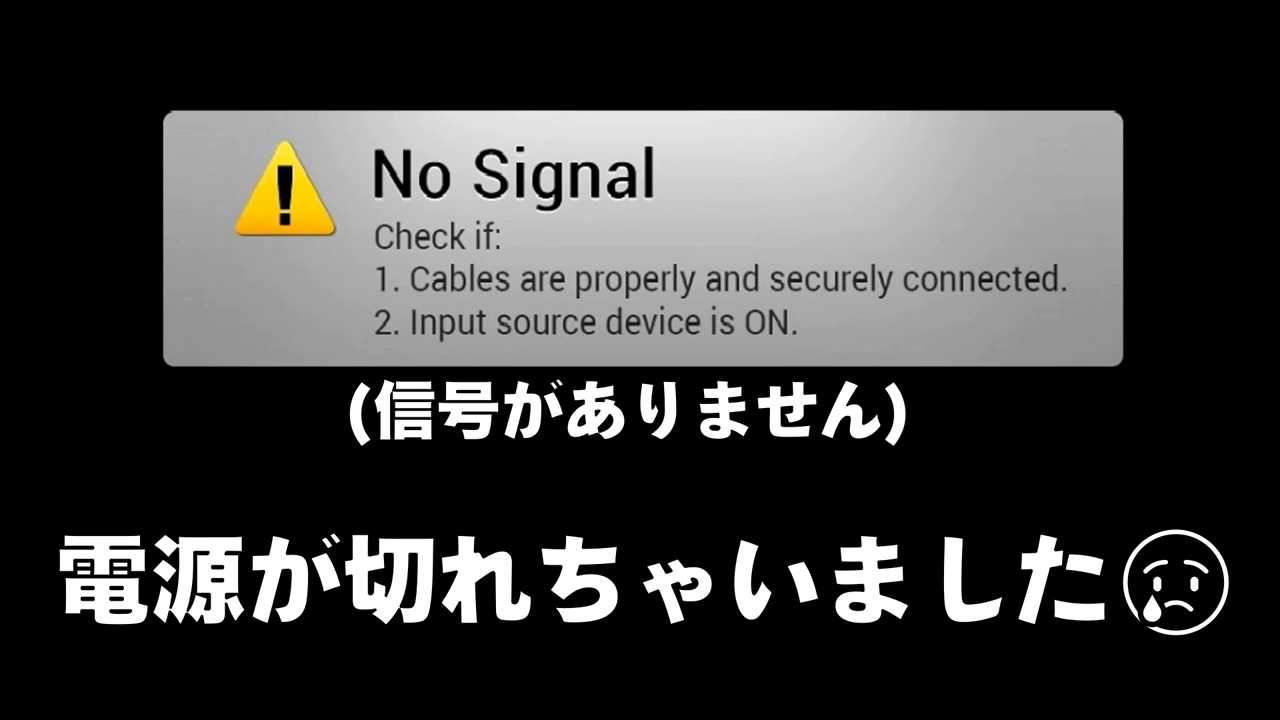 No Signal
Check if:
1. Cables are properly and securely connected.
2. Input source device is ON.
(信号がありません)
電源が切れちゃいました😢